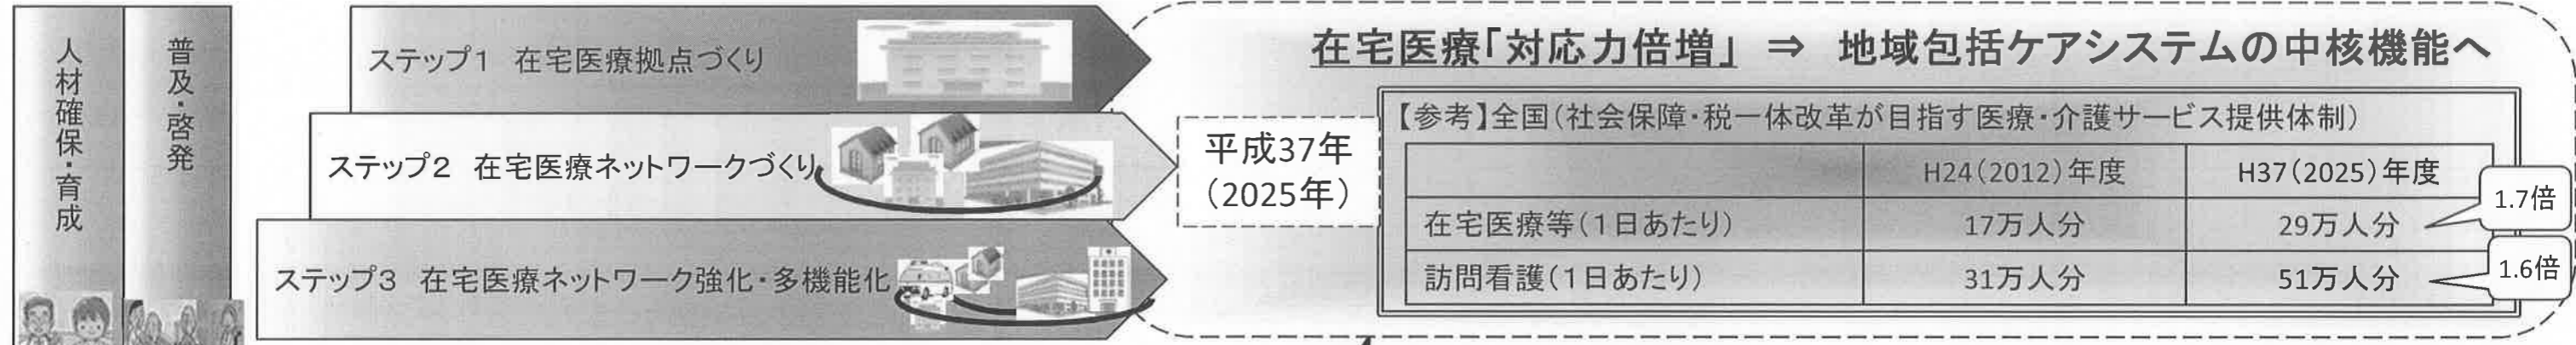 人材確保・育成
普及・啓発
ステップ1 在宅医療拠点づくり
ステップ2 在宅医療ネットワークづくり
ステップ3 在宅医療ネットワーク強化・多機能化
平成37年
(2025年)
在宅医療「対応力倍増」 ⇒ 地域包括ケアシステムの中核機能へ
【参考】全国(社会保障・税一体改革が目指す医療・介護サービス提供体制)
H24(2012)年度 H37(2025)年度
在宅医療等(1日あたり) 17万人分 29万人分
1.7倍
訪問看護(1日あたり) 31万人分 51万人分
1.6倍